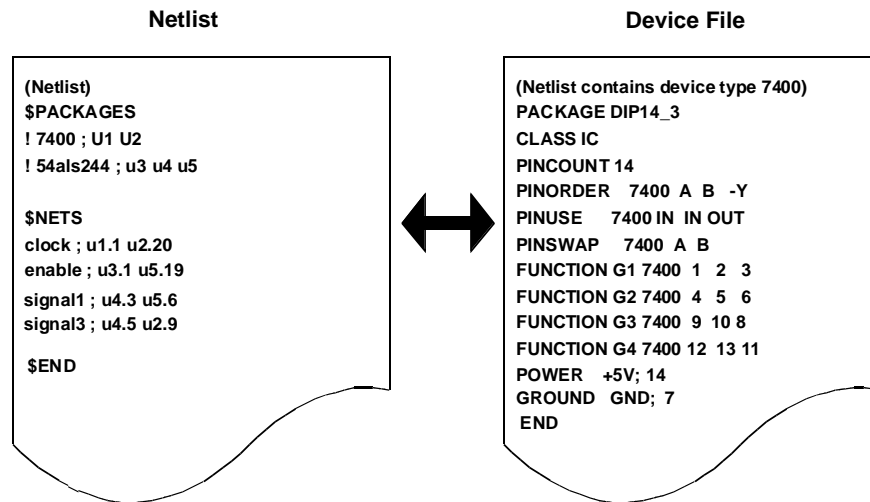 Netlist
(Netlist)
$PACKAGES
! 7400 ; U1 U2
! 54als244 ; u3 u4 u5
$NETS
clock ; u1.1 u2.20
enable ; u3.1 u5.19
signal1 ; u4.3 u5.6
signal3 ; u4.5 u2.9
$END
Device File
(Netlist contains device type 7400)
PACKAGE DIP14_3
CLASS IC
PINCOUNT 14
PINORDER 7400 A B -Y
PINUSE 7400 IN IN OUT
PINSWAP 7400 A B
FUNCTION G1 7400 1 2 3
FUNCTION G2 7400 4 5 6
FUNCTION G3 7400 9 10 8
FUNCTION G4 7400 12 13 11
POWER +5V; 14
GROUND GND; 7
END